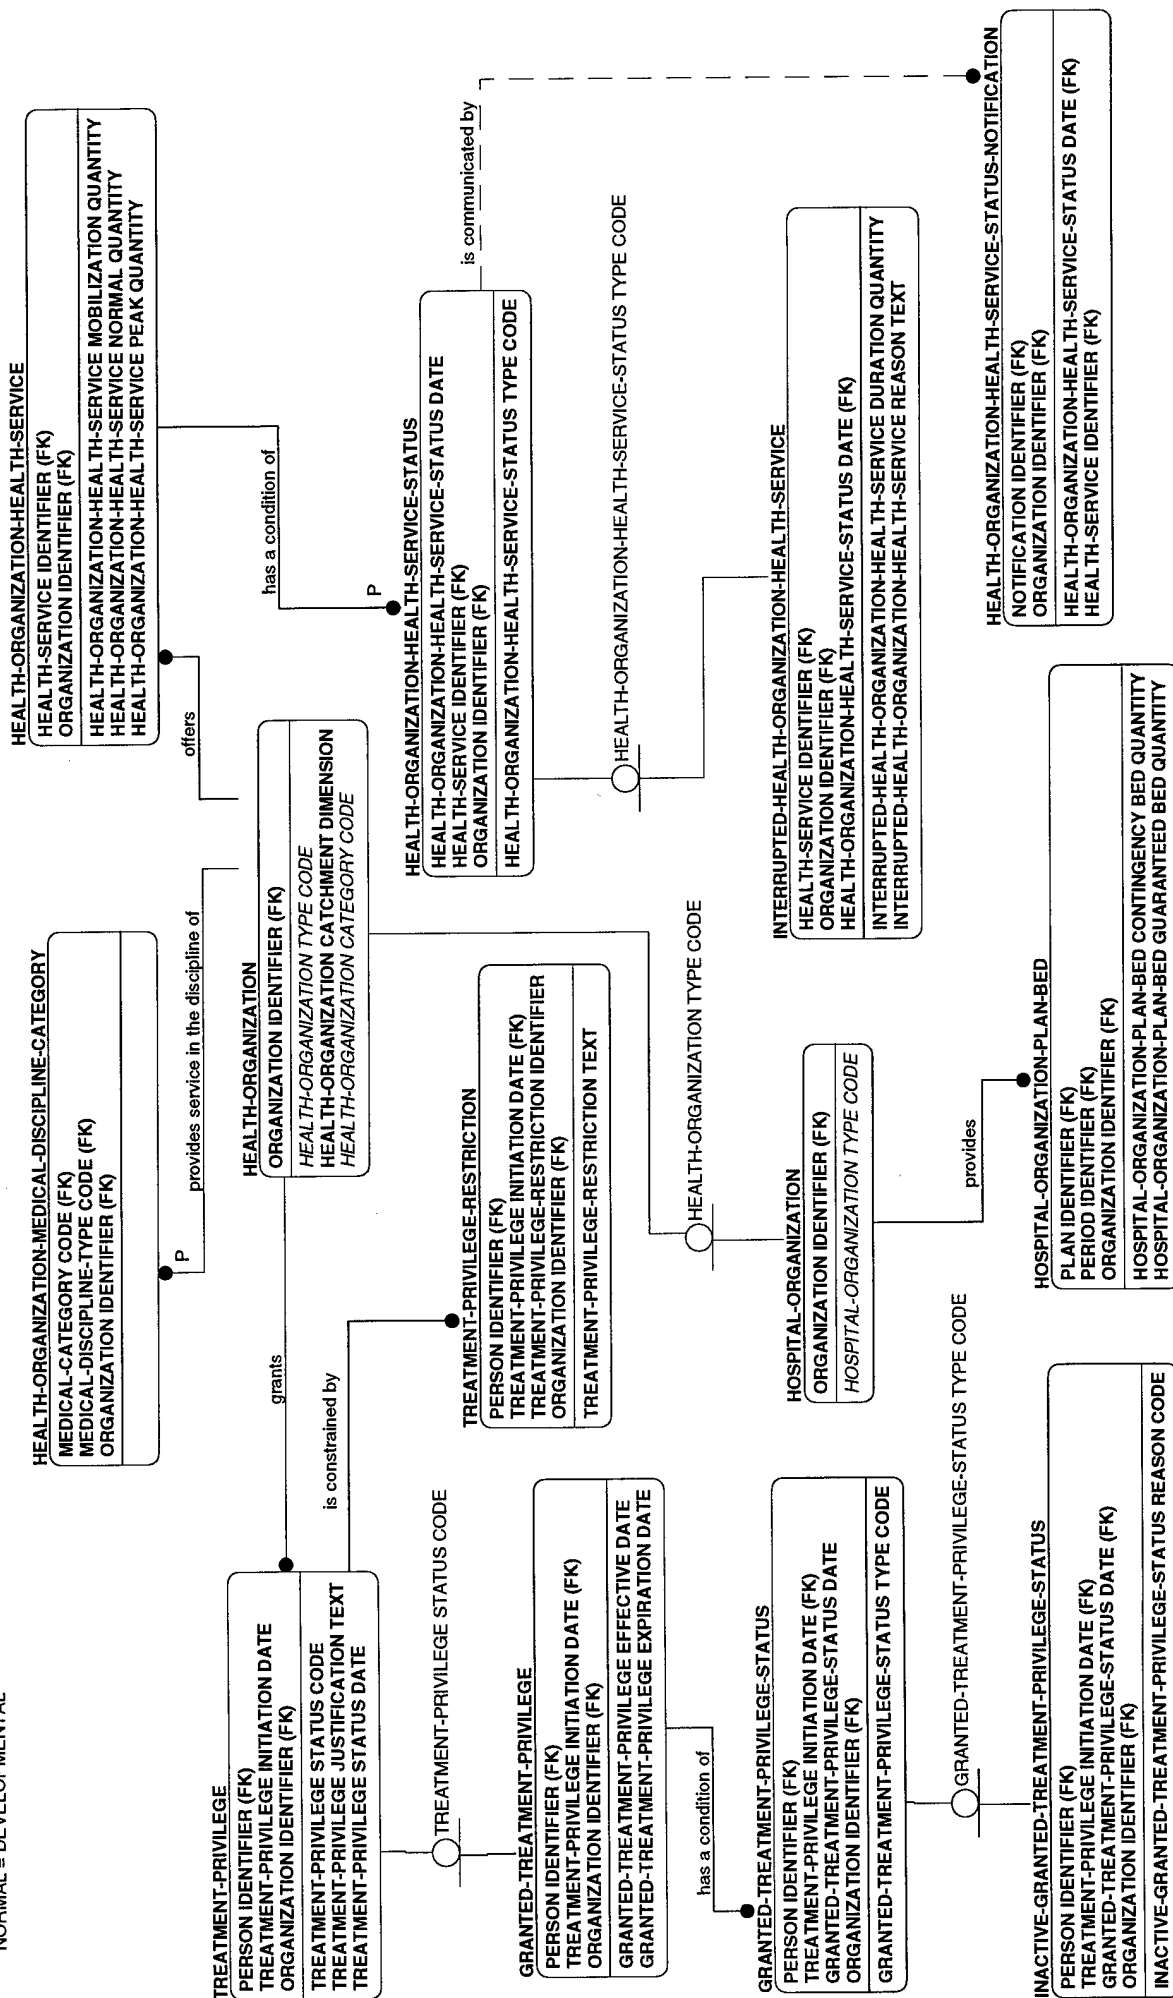 NORMAL = DEVELOPMENTAL
HEALTH-ORGANIZATION-MEDICAL-DISCIPLINE-CATEGORY
MEDICAL-CATEGORY CODE (FK)
MEDICAL-DISCIPLINE-TYPE CODE (FK)
ORGANIZATION IDENTIFIER (FK)
P
provides service in the discipline of
HEALTH-ORGANIZATION-HEALTH-SERVICE
HEALTH-SERVICE IDENTIFIER (FK)
ORGANIZATION IDENTIFIER (FK)
HEALTH-ORGANIZATION-HEALTH-SERVICE MOBILIZATION QUANTITY
HEALTH-ORGANIZATION-HEALTH-SERVICE NORMAL QUANTITY
HEALTH-ORGANIZATION-HEALTH-SERVICE PEAK QUANTITY
offers
has a condition of
P
TREATMENT-PRIVILEGE
PERSON IDENTIFIER (FK)
TREATMENT-PRIVILEGE INITIATION DATE
ORGANIZATION IDENTIFIER (FK)
TREATMENT-PRIVILEGE STATUS CODE
TREATMENT-PRIVILEGE JUSTIFICATION TEXT
TREATMENT-PRIVILEGE STATUS DATE
grants
is constrained by
HEALTH-ORGANIZATION
ORGANIZATION IDENTIFIER (FK)
HEALTH-ORGANIZATION TYPE CODE
HEALTH-ORGANIZATION CATCHMENT DIMENSION
HEALTH-ORGANIZATION CATEGORY CODE
HEALTH-ORGANIZATION-HEALTH-SERVICE-STATUS
HEALTH-ORGANIZATION-HEALTH-SERVICE-STATUS DATE
HEALTH-SERVICE IDENTIFIER (FK)
ORGANIZATION IDENTIFIER (FK)
HEALTH-ORGANIZATION-HEALTH-SERVICE-STATUS TYPE CODE
is communicated by
TREATMENT-PRIVILEGE STATUS CODE
TREATMENT-PRIVILEGE-RESTRICTION
PERSON IDENTIFIER (FK)
TREATMENT-PRIVILEGE INITIATION DATE (FK)
TREATMENT-PRIVILEGE-RESTRICTION IDENTIFIER
ORGANIZATION IDENTIFIER (FK)
TREATMENT-PRIVILEGE-RESTRICTION TEXT
HEALTH-ORGANIZATION-HEALTH-SERVICE-STATUS TYPE CODE
GRANTED-TREATMENT-PRIVILEGE
PERSON IDENTIFIER (FK)
TREATMENT-PRIVILEGE INITIATION DATE (FK)
ORGANIZATION IDENTIFIER (FK)
GRANTED-TREATMENT-PRIVILEGE EFFECTIVE DATE
GRANTED-TREATMENT-PRIVILEGE EXPIRATION DATE
has a condition of
HEALTH-ORGANIZATION TYPE CODE
INTERRUPTED-HEALTH-ORGANIZATION-HEALTH-SERVICE
HEALTH-SERVICE IDENTIFIER (FK)
ORGANIZATION IDENTIFIER (FK)
HEALTH-ORGANIZATION-HEALTH-SERVICE-STATUS DATE (FK)
INTERRUPTED-HEALTH-ORGANIZATION-HEALTH-SERVICE DURATION QUANTITY
INTERRUPTED-HEALTH-ORGANIZATION-HEALTH-SERVICE REASON TEXT
GRANTED-TREATMENT-PRIVILEGE-STATUS
PERSON IDENTIFIER (FK)
TREATMENT-PRIVILEGE INITIATION DATE (FK)
GRANTED-TREATMENT-PRIVILEGE-STATUS DATE
ORGANIZATION IDENTIFIER (FK)
GRANTED-TREATMENT-PRIVILEGE-STATUS TYPE CODE
HOSPITAL-ORGANIZATION
ORGANIZATION IDENTIFIER (FK)
HOSPITAL-ORGANIZATION TYPE CODE
provides
GRANTED-TREATMENT-PRIVILEGE-STATUS TYPE CODE
INACTIVE-GRANTED-TREATMENT-PRIVILEGE-STATUS
PERSON IDENTIFIER (FK)
TREATMENT-PRIVILEGE INITIATION DATE (FK)
GRANTED-TREATMENT-PRIVILEGE-STATUS DATE (FK)
ORGANIZATION IDENTIFIER (FK)
INACTIVE-GRANTED-TREATMENT-PRIVILEGE-STATUS REASON CODE
HOSPITAL-ORGANIZATION-PLAN-BED
PLAN IDENTIFIER (FK)
PERIOD IDENTIFIER (FK)
ORGANIZATION IDENTIFIER (FK)
HOSPITAL-ORGANIZATION-PLAN-BED CONTINGENCY BED QUANTITY
HOSPITAL-ORGANIZATION-PLAN-BED GUARANTEED BED QUANTITY
HEALTH-ORGANIZATION-HEALTH-SERVICE-STATUS-NOTIFICATION
NOTIFICATION IDENTIFIER (FK)
ORGANIZATION IDENTIFIER (FK)
HEALTH-ORGANIZATION-HEALTH-SERVICE-STATUS DATE (FK)
HEALTH-SERVICE IDENTIFIER (FK)